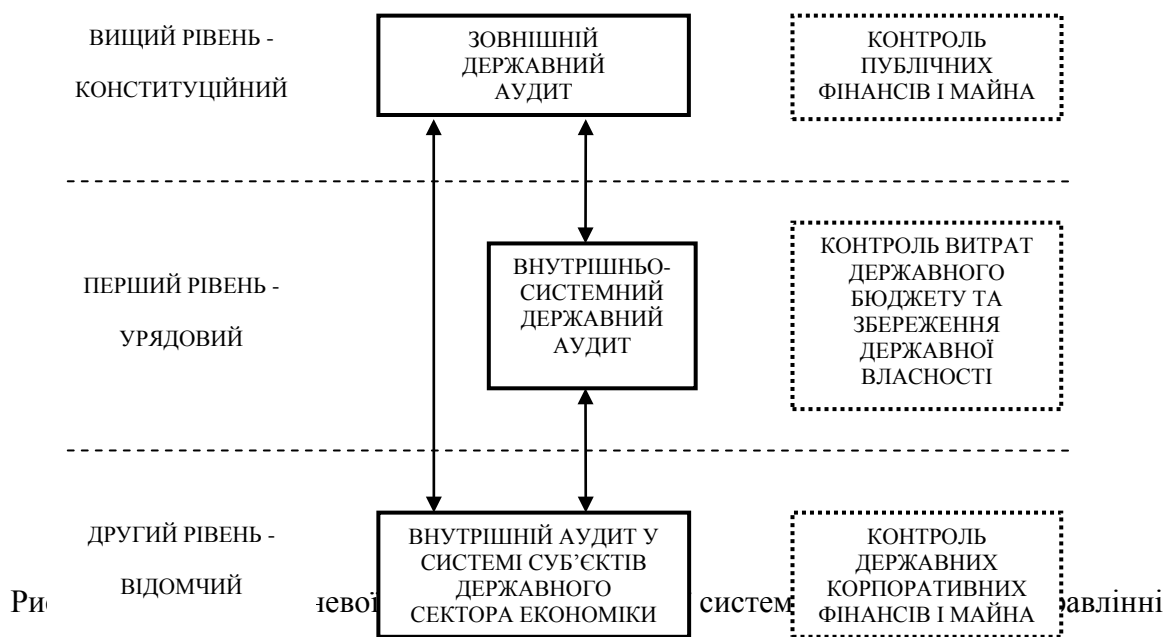 ВИЩИЙ РІВЕНЬ -
КОНСТИТУЦІЙНИЙ
ЗОВНІШНІЙ
ДЕРЖАВНИЙ
АУДИТ
КОНТРОЛЬ
ПУБЛІЧНИХ
ФІНАНСІВ І МАЙНА
ПЕРШИЙ РІВЕНЬ -
УРЯДОВИЙ
ВНУТРІШНЬО-
СИСТЕМНИЙ
ДЕРЖАВНИЙ
АУДИТ
КОНТРОЛЬ ВИТРАТ
ДЕРЖАВНОГО
БЮДЖЕТУ ТА
ЗБЕРЕЖЕННЯ
ДЕРЖАВНОЇ
ВЛАСНОСТІ
ДРУГИЙ РІВЕНЬ -
ВІДОМЧИЙ
ВНУТРІШНІЙ АУДИТ У
СИСТЕМІ СУБ’ЄКТІВ
ДЕРЖАВНОГО
СЕКТОРА ЕКОНОМІКИ
КОНТРОЛЬ
ДЕРЖАВНИХ
КОРПОРАТИВНИХ
ФІНАНСІВ І МАЙНА